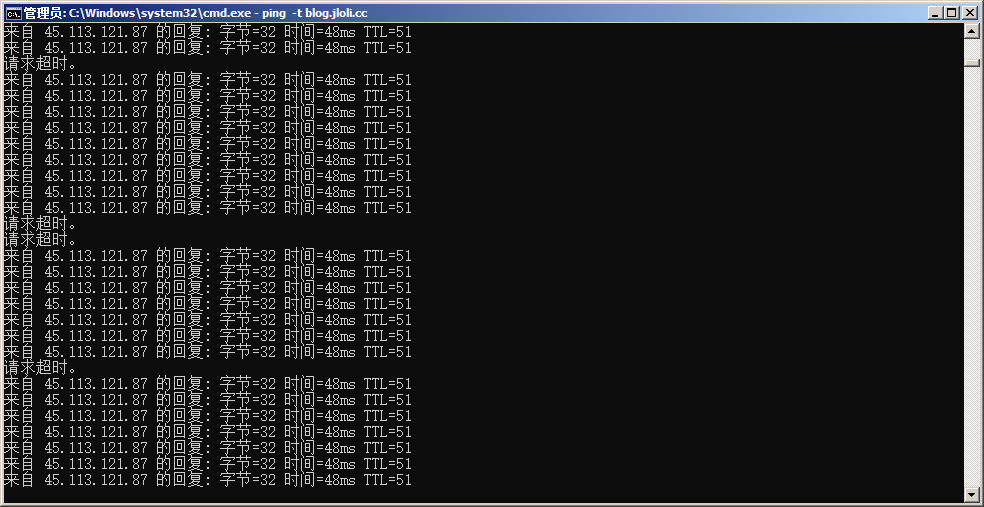 管理员: C:\Windows\system32\cmd.exe - ping  -t blog.jloli.cc
来自 45.113.121.87 的回复: 字节=32 时间=48ms TTL=51
来自 45.113.121.87 的回复: 字节=32 时间=48ms TTL=51
请求超时。
来自 45.113.121.87 的回复: 字节=32 时间=48ms TTL=51
来自 45.113.121.87 的回复: 字节=32 时间=48ms TTL=51
来自 45.113.121.87 的回复: 字节=32 时间=48ms TTL=51
来自 45.113.121.87 的回复: 字节=32 时间=48ms TTL=51
来自 45.113.121.87 的回复: 字节=32 时间=48ms TTL=51
来自 45.113.121.87 的回复: 字节=32 时间=48ms TTL=51
来自 45.113.121.87 的回复: 字节=32 时间=48ms TTL=51
来自 45.113.121.87 的回复: 字节=32 时间=48ms TTL=51
来自 45.113.121.87 的回复: 字节=32 时间=48ms TTL=51
请求超时。
请求超时。
来自 45.113.121.87 的回复: 字节=32 时间=48ms TTL=51
来自 45.113.121.87 的回复: 字节=32 时间=48ms TTL=51
来自 45.113.121.87 的回复: 字节=32 时间=48ms TTL=51
来自 45.113.121.87 的回复: 字节=32 时间=48ms TTL=51
来自 45.113.121.87 的回复: 字节=32 时间=48ms TTL=51
来自 45.113.121.87 的回复: 字节=32 时间=48ms TTL=51
来自 45.113.121.87 的回复: 字节=32 时间=48ms TTL=51
请求超时。
来自 45.113.121.87 的回复: 字节=32 时间=48ms TTL=51
来自 45.113.121.87 的回复: 字节=32 时间=48ms TTL=51
来自 45.113.121.87 的回复: 字节=32 时间=48ms TTL=51
来自 45.113.121.87 的回复: 字节=32 时间=48ms TTL=51
来自 45.113.121.87 的回复: 字节=32 时间=48ms TTL=51
来自 45.113.121.87 的回复: 字节=32 时间=48ms TTL=51
来自 45.113.121.87 的回复: 字节=32 时间=48ms TTL=51